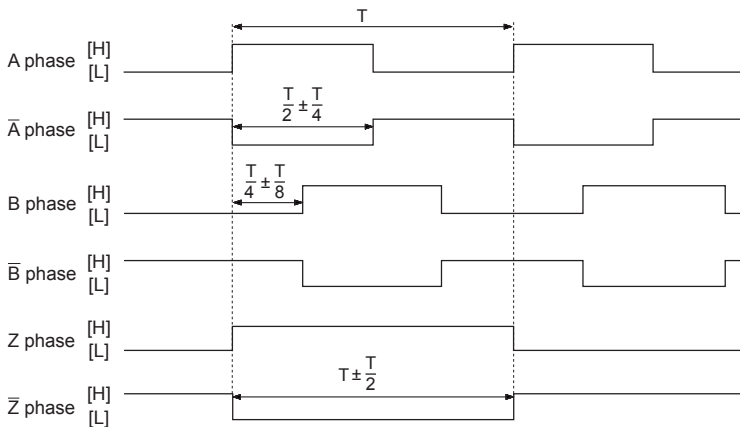 T
A phase [H]
[L]
T/2 ± T/4
A̅ phase [H]
[L]
T/4 ± T/8
B phase [H]
[L]
B̅ phase [H]
[L]
Z phase [H]
[L]
T ± T/2
Z̅ phase [H]
[L]